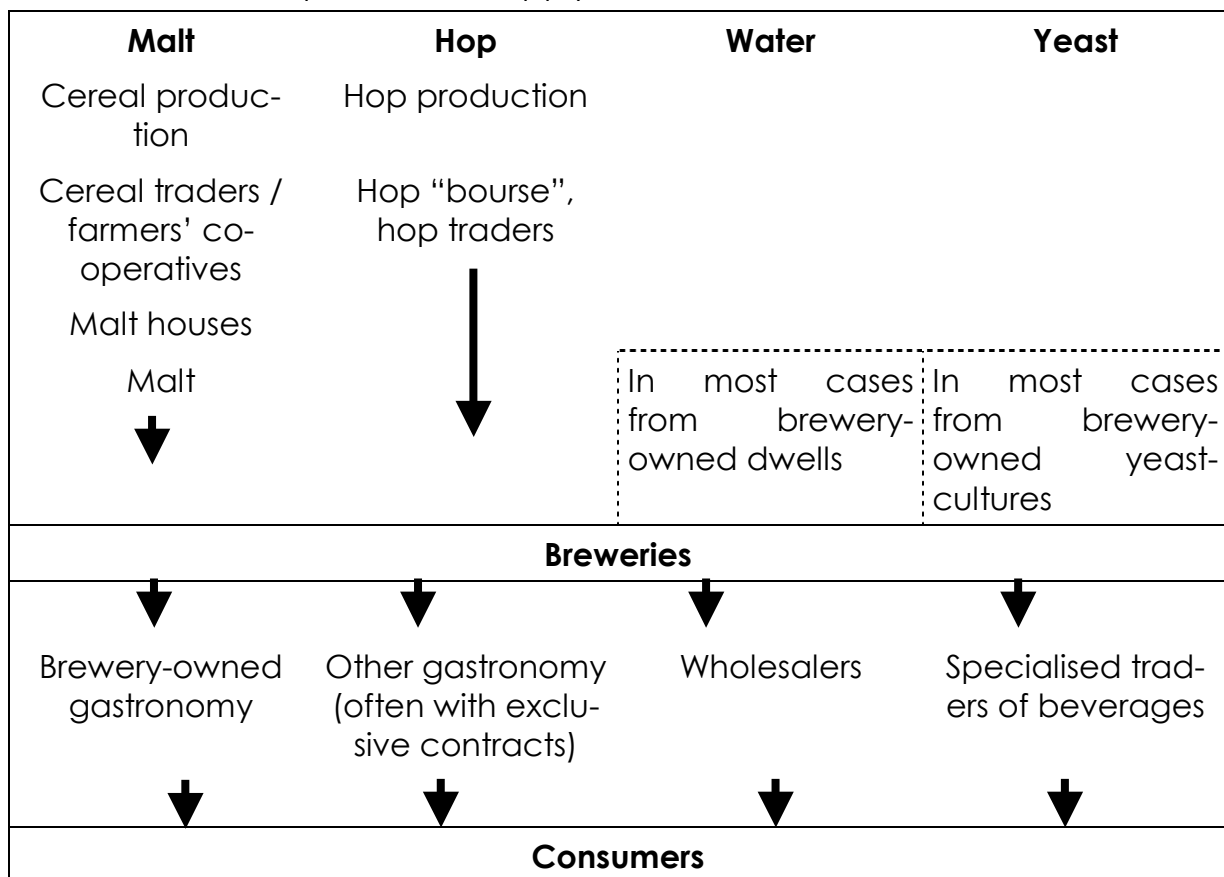 Malt
Hop
Water
Yeast
Cereal produc-
tion
Hop production
Cereal traders /
farmers’ co-
operatives
Hop “bourse”,
hop traders
Malt houses
Malt
In most cases
from brewery-
owned dwells
In most cases
from brewery-
owned yeast-
cultures
Breweries
Brewery-owned
gastronomy
Other gastronomy
(often with exclu-
sive contracts)
Wholesalers
Specialised trad-
ers of beverages
Consumers